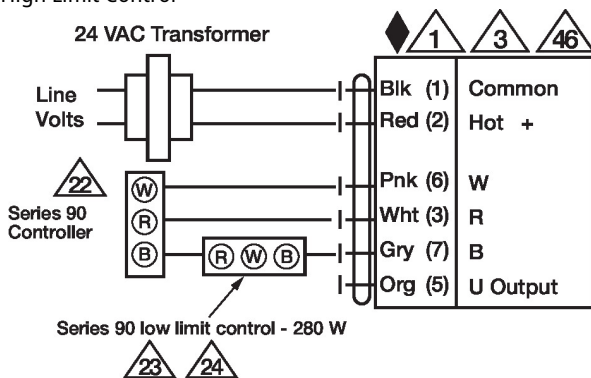 High Limit Control
24 VAC Transformer
1 3 46
Line
Volts
Blk (1) Common
Red (2) Hot +
22
Series 90
Controller
W
R
B
R W B
Pnk (6) W
Wht (3) R
Gry (7) B
Org (5) U Output
Series 90 low limit control - 280 W
23 24